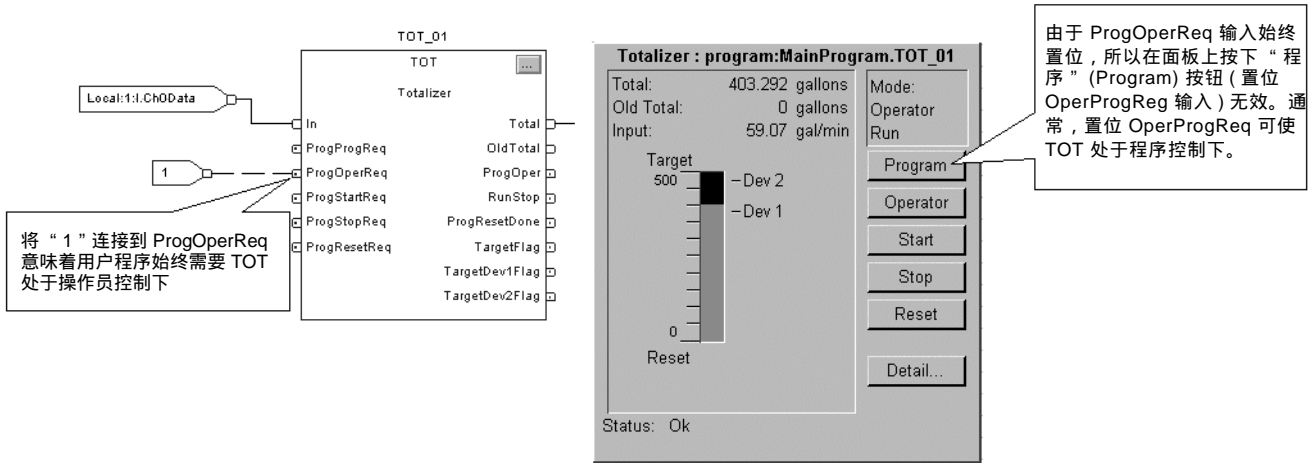 TOT_01
TOT
...
Totalizer
Local:1:I.Ch0Data
In
Total
ProgProgReq
OldTotal
1
ProgOperReq
ProgOper
ProgStartReq
RunStop
ProgStopReq
ProgResetDone
ProgResetReq
TargetFlag
TargetDev1Flag
TargetDev2Flag
将“1”连接到 ProgOperReq
意味着用户程序始终需要 TOT
处于操作员控制下
Totalizer : program:MainProgram.TOT_01
Total: 403.292 gallons
Old Total: 0 gallons
Input: 59.07 gal/min
Mode:
Operator
Run
Target
500
Dev 2
Dev 1
0
Reset
Program
Operator
Start
Stop
Reset
Detail...
Status: Ok
由于 ProgOperReq 输入始终
置位，所以在面板上按下“程
序”(Program) 按钮 ( 置位
OperProgReg 输入 ) 无效。通
常，置位 OperProgReq 可使
TOT 处于程序控制下。